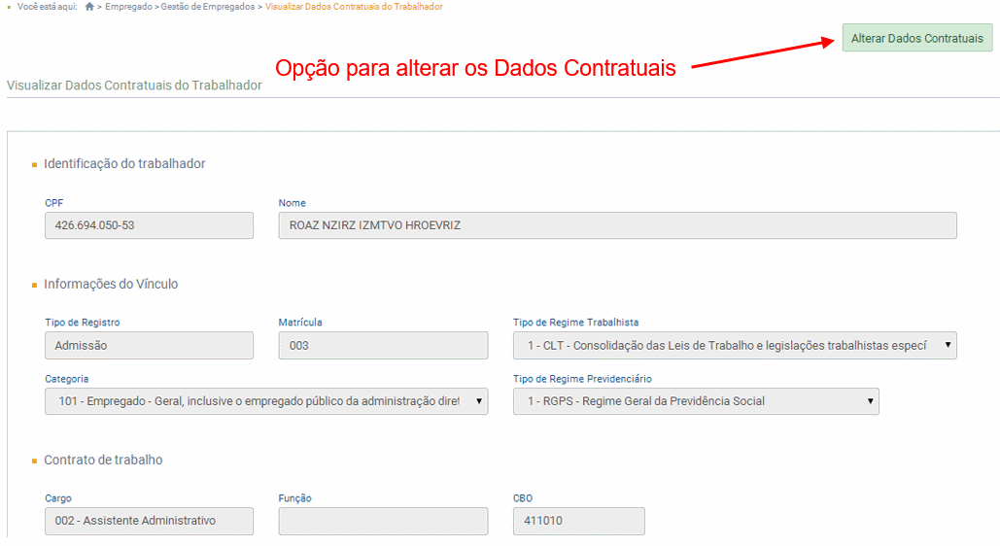 Você está aqui: > Empregado > Gestão de Empregados > Visualizar Dados Contratuais do Trabalhador
Alterar Dados Contratuais
Opção para alterar os Dados Contratuais
Visualizar Dados Contratuais do Trabalhador
Identificação do trabalhador
CPF Nome
426.694.050-53 ROAZ NZIRZ IZMTVO HROEVRIZ
Informações do Vínculo
Tipo de Registro Matrícula Tipo de Regime Trabalhista
Admissão 003 1 - CLT - Consolidação das Leis de Trabalho e legislações trabalhistas especí
Categoria Tipo de Regime Previdenciário
101 - Empregado - Geral, inclusive o empregado público da administração diret 1 - RGPS - Regime Geral da Previdência Social
Contrato de trabalho
Cargo Função CBO
002 - Assistente Administrativo 411010